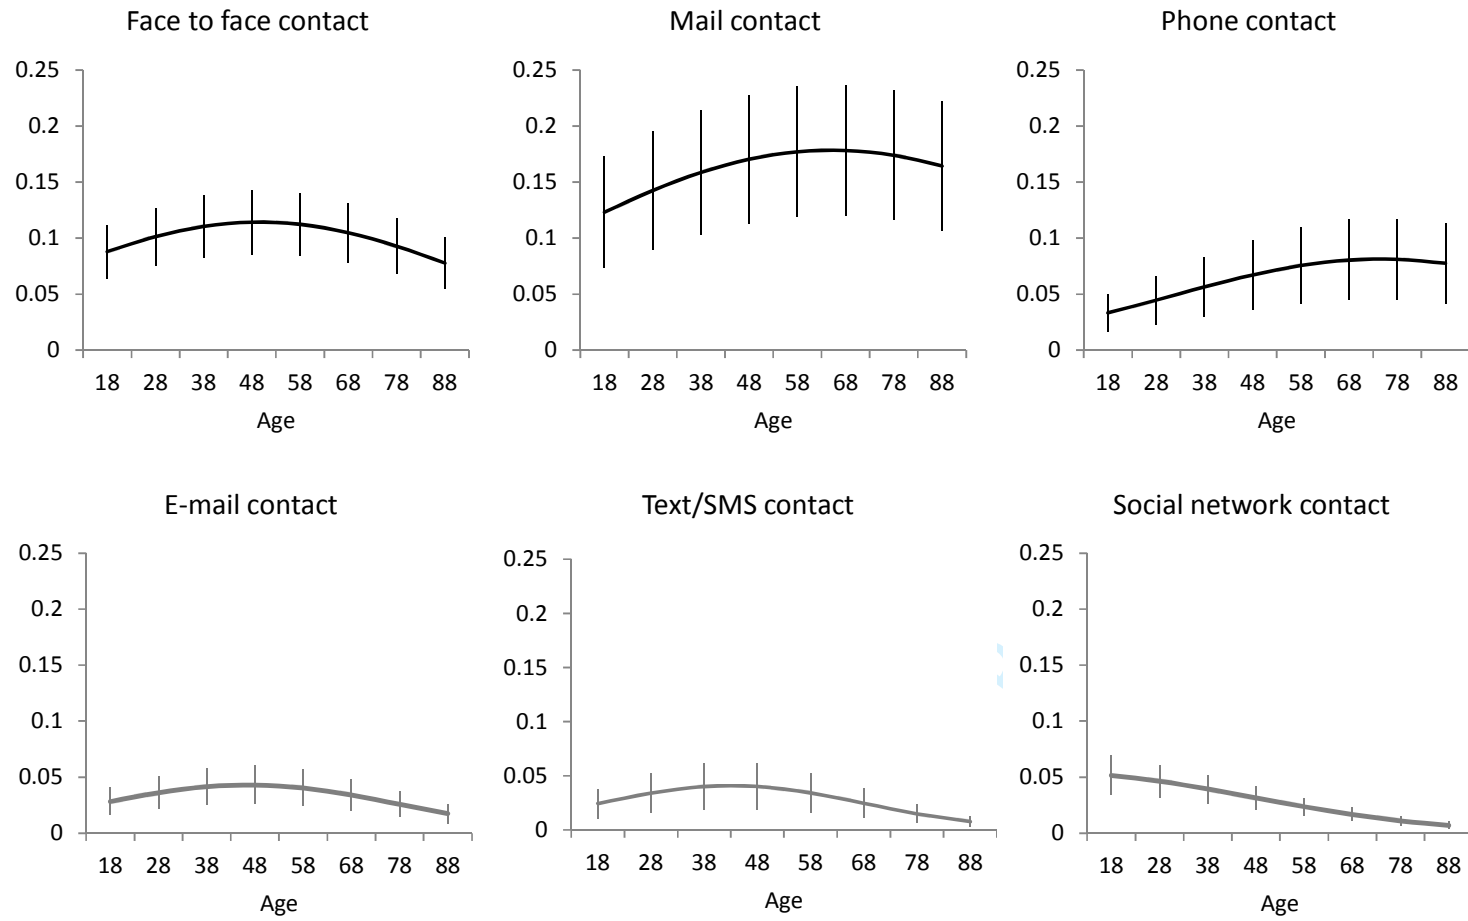 Face to face contact
Mail contact
Phone contact
0.25
0.2
0.15
0.1
0.05
0
18 28 38 48 58 68 78 88
Age
0.25
0.2
0.15
0.1
0.05
0
18 28 38 48 58 68 78 88
Age
0.25
0.2
0.15
0.1
0.05
0
18 28 38 48 58 68 78 88
Age
E-mail contact
Text/SMS contact
Social network contact
0.25
0.2
0.15
0.1
0.05
0
18 28 38 48 58 68 78 88
Age
0.25
0.2
0.15
0.1
0.05
0
18 28 38 48 58 68 78 88
Age
0.25
0.2
0.15
0.1
0.05
0
18 28 38 48 58 68 78 88
Age